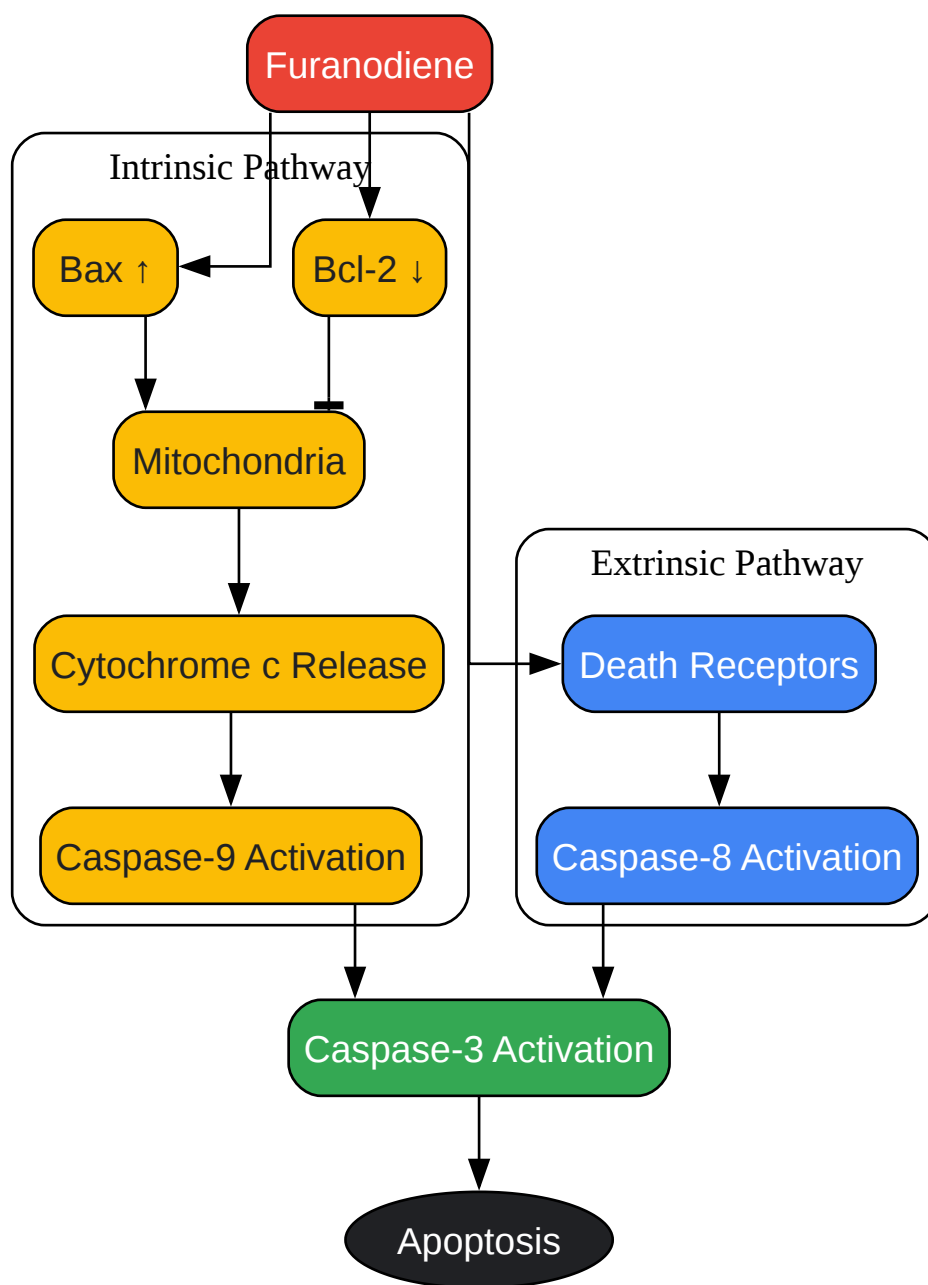 Furanodiene
Intrinsic Pathway
Bax ↑
Bcl-2 ↓
Mitochondria
Cytochrome c Release
Caspase-9 Activation
Extrinsic Pathway
Death Receptors
Caspase-8 Activation
Caspase-3 Activation
Apoptosis